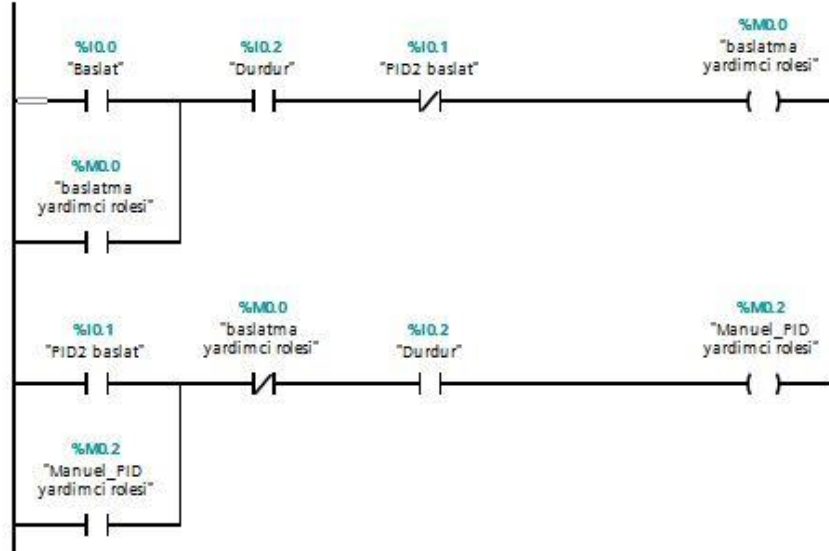 %I0.0
"Baslat"
%I0.2
"Durdur"
%I0.1
"PID2 baslat"
%M0.0
"baslatma
yardimci rolesi"
%M0.0
"baslatma
yardimci rolesi"
%I0.1
"PID2 baslat"
%M0.0
"baslatma
yardimci rolesi"
%I0.2
"Durdur"
%M0.2
"Manuel_PID
yardimci rolesi"
%M0.2
"Manuel_PID
yardimci rolesi"